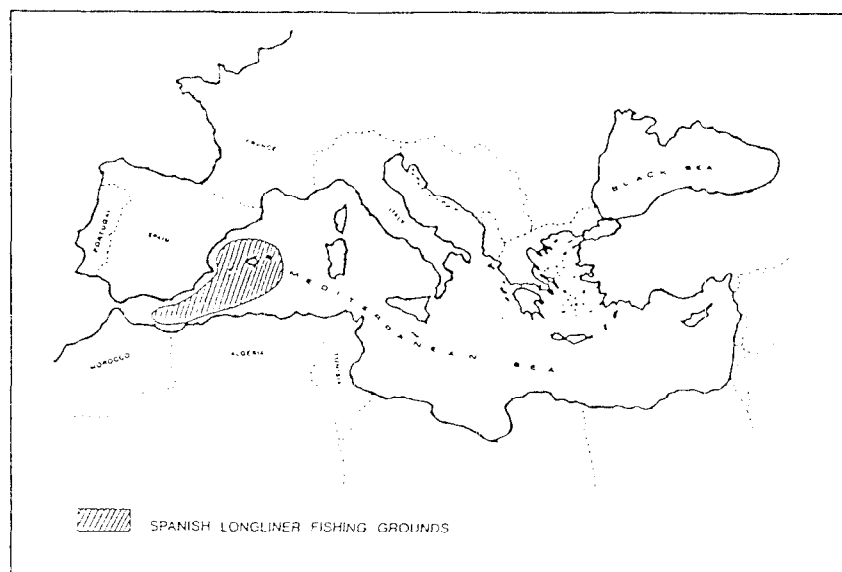 FRANCE
BLACK SEA
PORTUGAL
SPAIN
ITALY
MEDITERRANEAN SEA
MOROCCO
ALGERIA
SPANISH LONGLINER FISHING GROUNDS